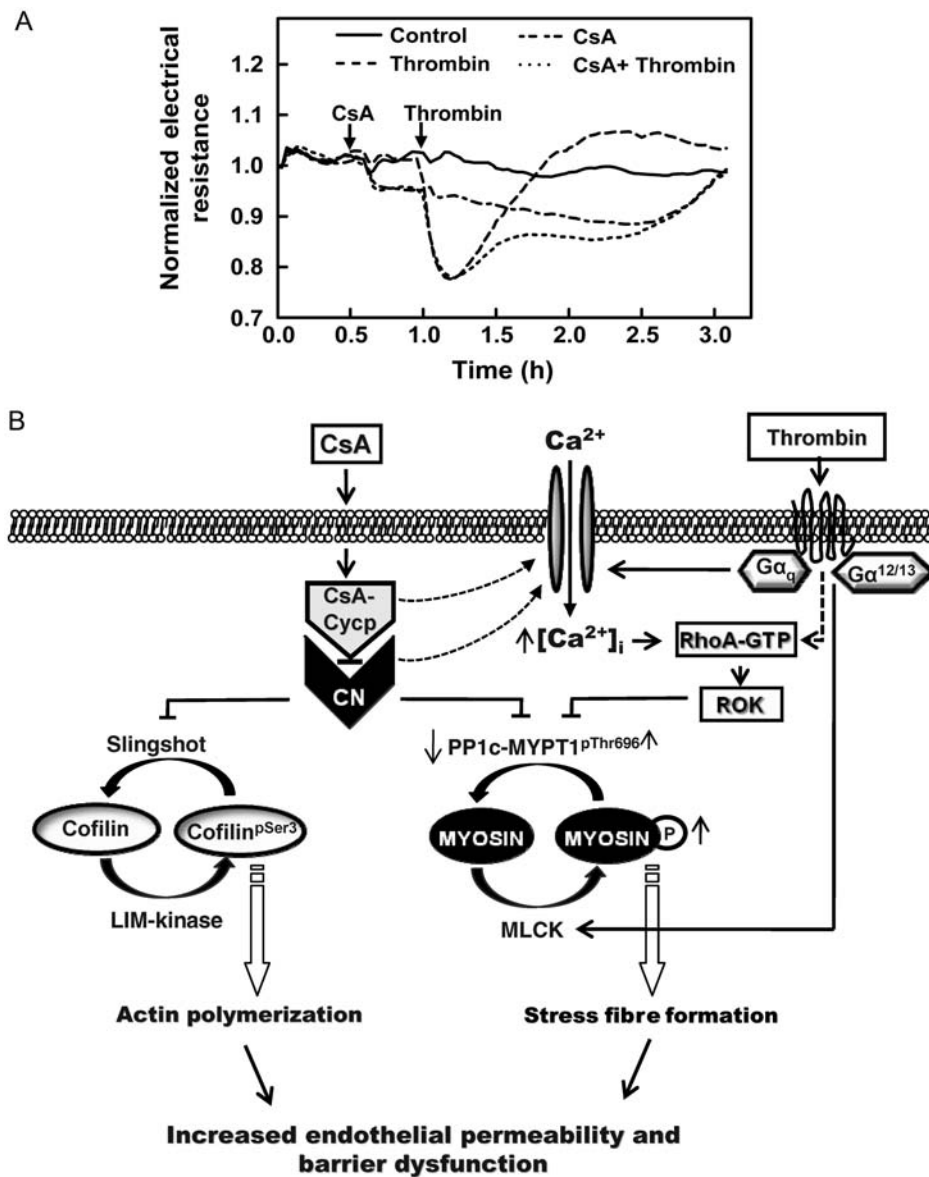 A
Normalized electrical
resistance
1.2
1.1
1.0
0.9
0.8
0.7
Control
CsA
Thrombin
CsA+ Thrombin
CsA
Thrombin
0.0 0.5 1.0 1.5 2.0 2.5 3.0
Time (h)
B
CsA
Ca2+
Thrombin
Gαq
Gα12/13
CsA-
Cycp
CN
↑[Ca2+]i
RhoA-GTP
ROK
Slingshot
↓ PP1c-MYPT1pThr696↑
Cofilin
CofilinpSer3
MYOSIN
MYOSIN
P ↑
LIM-kinase
MLCK
Actin polymerization
Stress fibre formation
Increased endothelial permeability and
barrier dysfunction